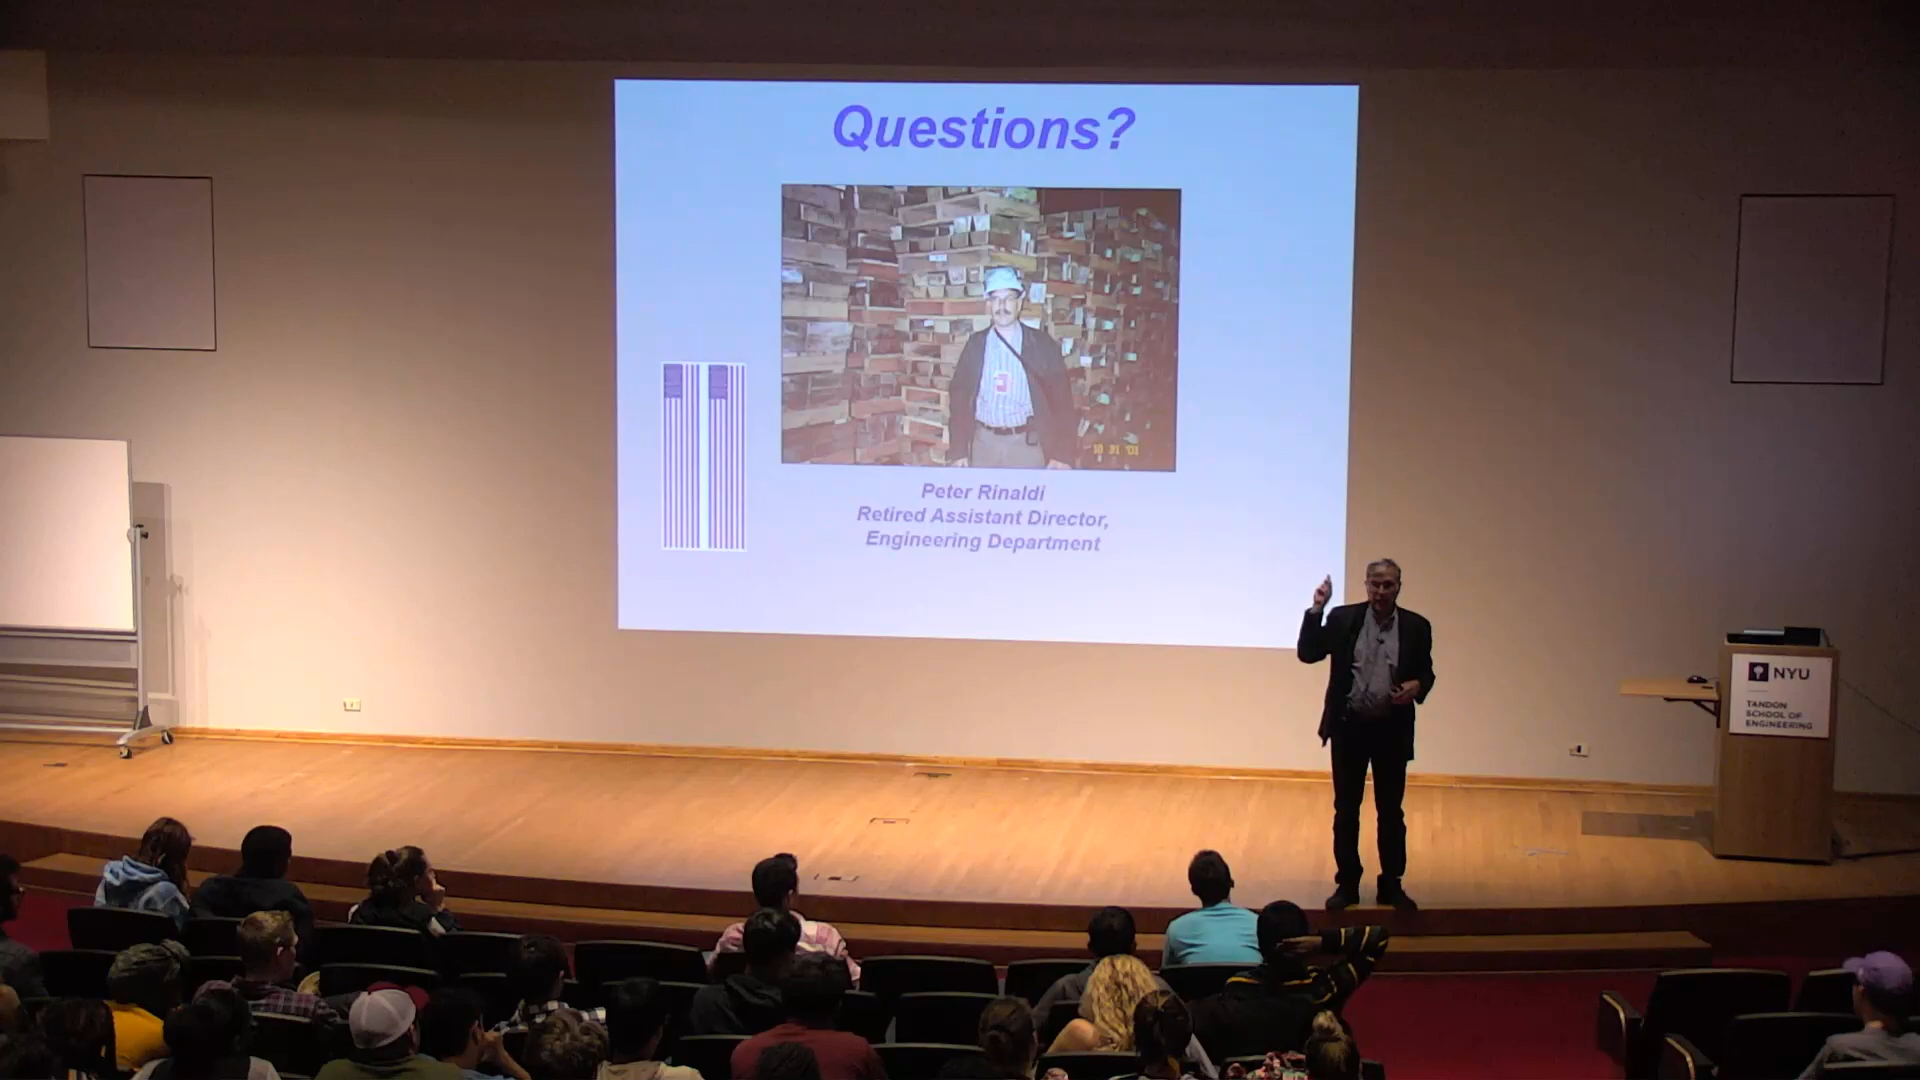 Questions?
10 31 '01
Peter Rinaldi
Retired Assistant Director,
Engineering Department
NYU
TANDON
SCHOOL OF
ENGINEERING